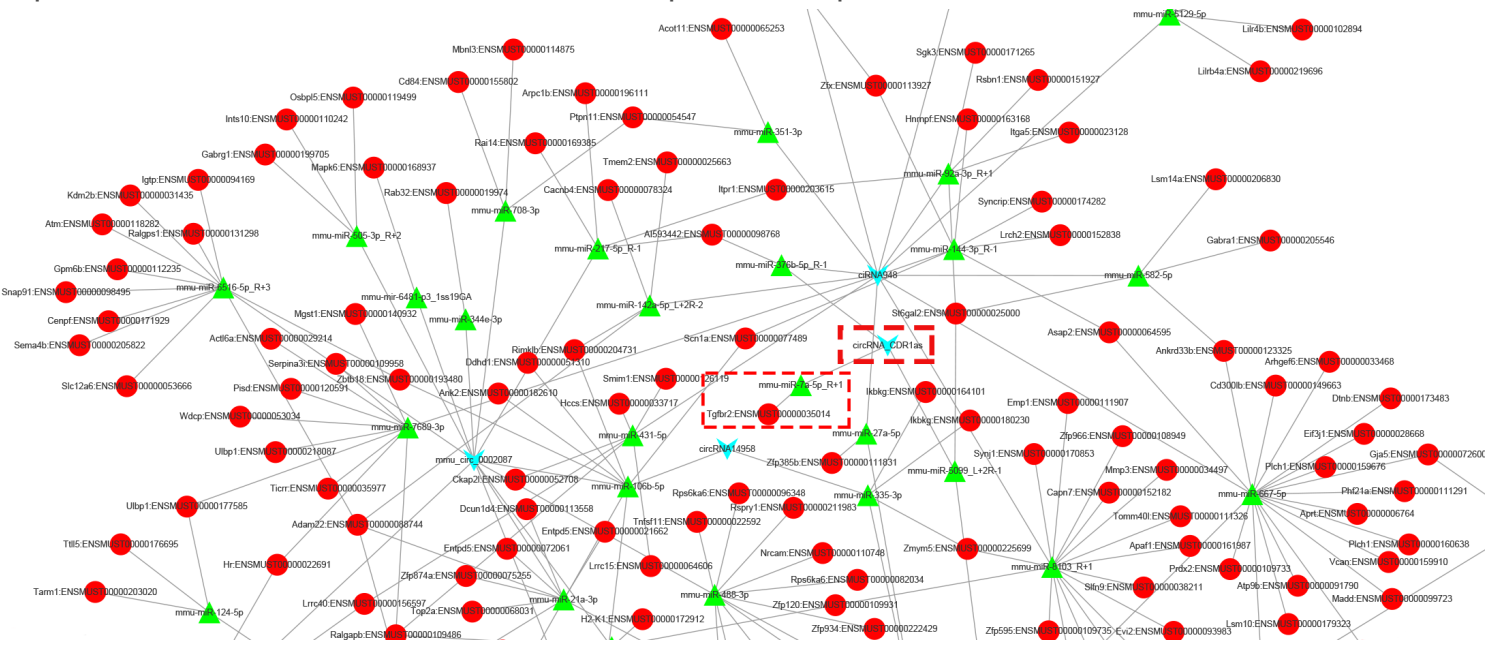 mmu-miR-5129-5p
Acot11:ENSMUST00000065253
Lilr4b:ENSMUST00000102894
Mbnl3:ENSMUST00000114875
Sgk3:ENSMUST00000171265
Lilrb4a:ENSMUST00000219696
Cd84:ENSMUST00000155802
Rsbn1:ENSMUST00000151927
Zfx:ENSMUST00000113927
Arpc1b:ENSMUST00000196111
Osbpl5:ENSMUST00000119499
Ptpn11:ENSMUST00000054547
Ints10:ENSMUST00000110242
Hnrnpf:ENSMUST00000163168
mmu-miR-351-3p
Itga5:ENSMUST00000023128
Rai14:ENSMUST00000169385
Gabrg1:ENSMUST00000199705
Tmem2:ENSMUST00000025663
Mapk6:ENSMUST00000168937
mmu-miR-92a-3p_R+1
Igtp:ENSMUST00000094169
Lsm14a:ENSMUST00000206830
Cacnb4:ENSMUST00000078324
Itpr1:ENSMUST00000203615
Rab32:ENSMUST00000019974
Kdm2b:ENSMUST00000031435
Syncrip:ENSMUST00000174282
mmu-miR-708-3p
Atm:ENSMUST00000118282
Ralgps1:ENSMUST00000131298
AI593442:ENSMUST00000098768
Lrch2:ENSMUST00000152838
mmu-miR-505-3p_R+2
Gabra1:ENSMUST00000205546
mmu-miR-217-5p_R-1
mmu-miR-144-3p_R-1
mmu-miR-376b-5p_R-1
Gpm6b:ENSMUST00000112235
ciRNA948
mmu-miR-582-5p
mmu-miR-6516-5p_R+3
Snap91:ENSMUST00000098495
mmu-mir-6481-p3_1ss19GA
mmu-miR-142a-5p_L+2R-2
Mgst1:ENSMUST00000140932
St6gal2:ENSMUST00000025000
mmu-miR-344e-3p
Cenpf:ENSMUST00000171929
Asap2:ENSMUST00000064595
Actl6a:ENSMUST00000029214
Scn1a:ENSMUST00000077489
Sema4b:ENSMUST00000205822
circRNA_CDR1as
Rimklb:ENSMUST00000204731
Ankrd33b:ENSMUST00000123325
Serpina3i:ENSMUST00000109958
Ddhd1:ENSMUST00000051310
Arhgef6:ENSMUST00000033468
Zbtb18:ENSMUST00000193480
Smim1:ENSMUST00000126119
Slc12a6:ENSMUST00000053666
Pisd:ENSMUST00000120591
mmu-miR-7a-5p_R+1
Cd300lb:ENSMUST00000149663
Ank2:ENSMUST00000182610
Ikbkg:ENSMUST00000164101
Dtnb:ENSMUST00000173483
Hccs:ENSMUST00000033717
Emp1:ENSMUST00000111907
Tgfbr2:ENSMUST00000035014
Wdcp:ENSMUST00000053034
Ikbkg:ENSMUST00000180230
mmu-miR-7689-3p
Eif3j1:ENSMUST00000028668
mmu-miR-431-5p
mmu-miR-27a-5p
Zfp966:ENSMUST00000108949
circRNA14958
Ulbp1:ENSMUST00000218087
Synj1:ENSMUST00000170853
Gja5:ENSMUST00000072600
mmu_circ_0002087
Zfp385b:ENSMUST00000111831
Plch1:ENSMUST00000159676
Mmp3:ENSMUST00000034497
mmu-miR-5099_L+2R-1
Ckap2l:ENSMUST00000052708
Ticrr:ENSMUST00000035977
mmu-miR-106b-5p
Rps6ka6:ENSMUST00000096348
mmu-miR-335-3p
Capn7:ENSMUST00000152182
mmu-miR-667-5p
Phf21a:ENSMUST00000111291
Ulbp1:ENSMUST00000177585
Dcun1d4:ENSMUST00000113558
Rspry1:ENSMUST00000211983
Aprt:ENSMUST00000006764
Tomm40l:ENSMUST00000111326
Adam22:ENSMUST00000088744
Tnfsf11:ENSMUST00000022592
Entpd5:ENSMUST00000021662
Ttll5:ENSMUST00000176695
Entpd5:ENSMUST00000072061
Zmym5:ENSMUST00000225699
Apaf1:ENSMUST00000161987
Plch1:ENSMUST00000160638
Nrcam:ENSMUST00000110748
Hr:ENSMUST00000022691
Lrrc15:ENSMUST00000064606
mmu-miR-8103_R+1
Vcan:ENSMUST00000159910
Prdx2:ENSMUST00000109733
Zfp874a:ENSMUST00000075255
Rps6ka6:ENSMUST00000082034
Slfn9:ENSMUST00000038211
Atp9b:ENSMUST00000091790
Tarm1:ENSMUST00000203020
mmu-miR-488-3p
Madd:ENSMUST00000099723
mmu-miR-21a-3p
Lrrc40:ENSMUST00000156597
Zfp120:ENSMUST00000109931
Top2a:ENSMUST00000068031
mmu-miR-124-5p
H2-K1:ENSMUST00000172912
Lsm10:ENSMUST00000179323
Zfp934:ENSMUST00000222429
Zfp595:ENSMUST00000109735
Evi2:ENSMUST00000093983
Ralgapb:ENSMUST00000109486